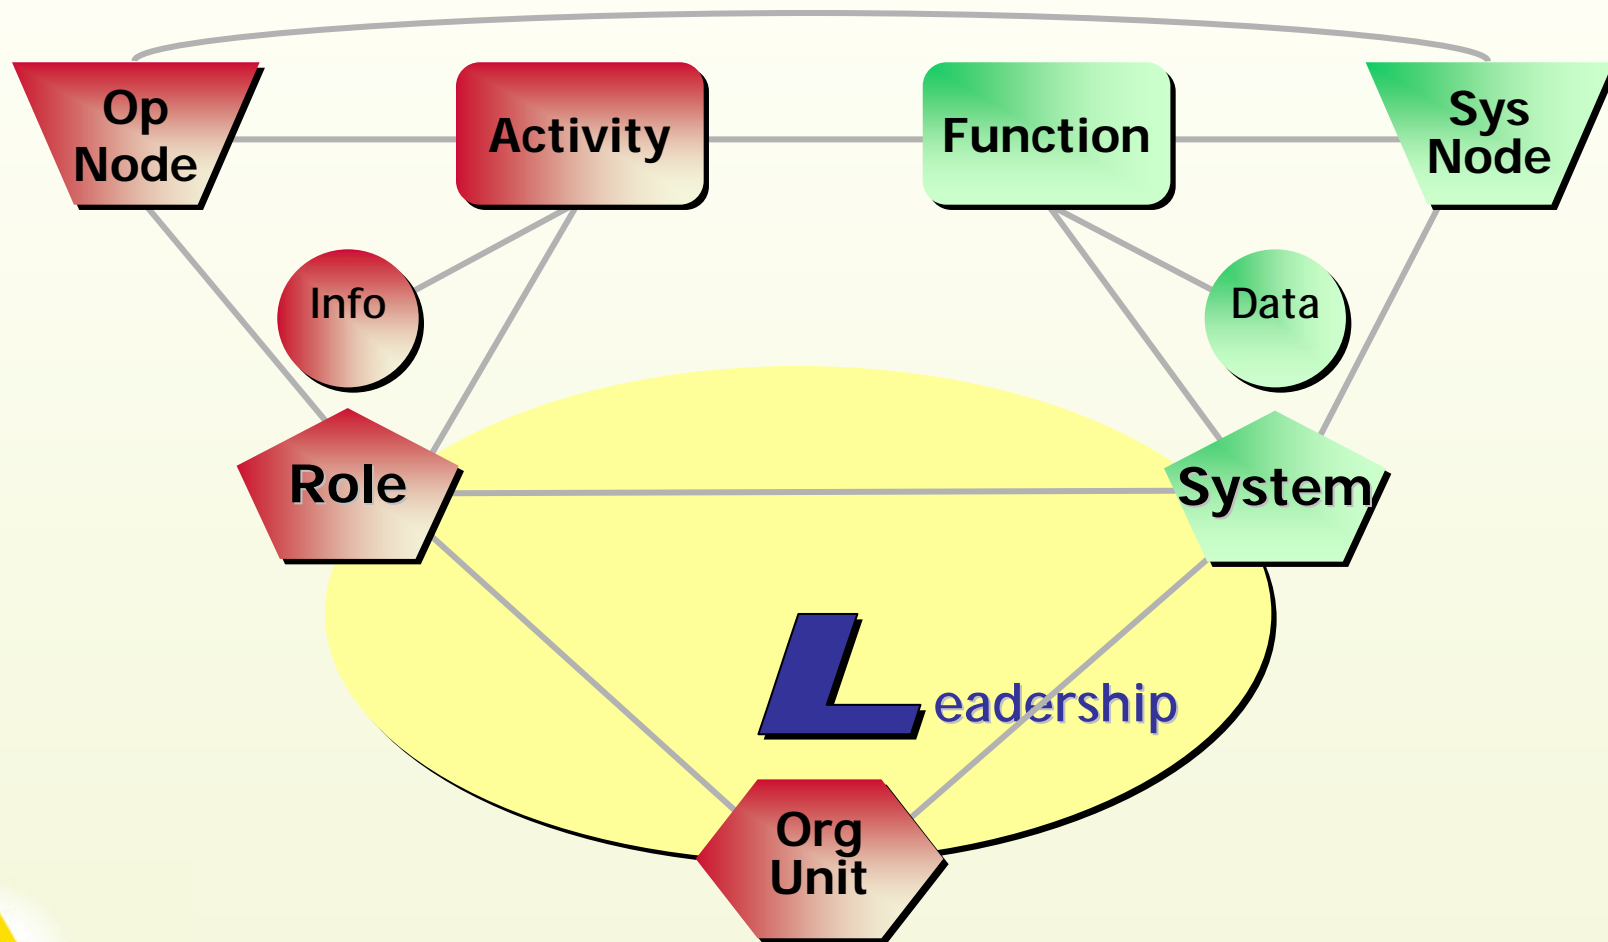 Op
Node
Activity
Function
Sys
Node
Info
Data
Role
System
Leadership
Org
Unit